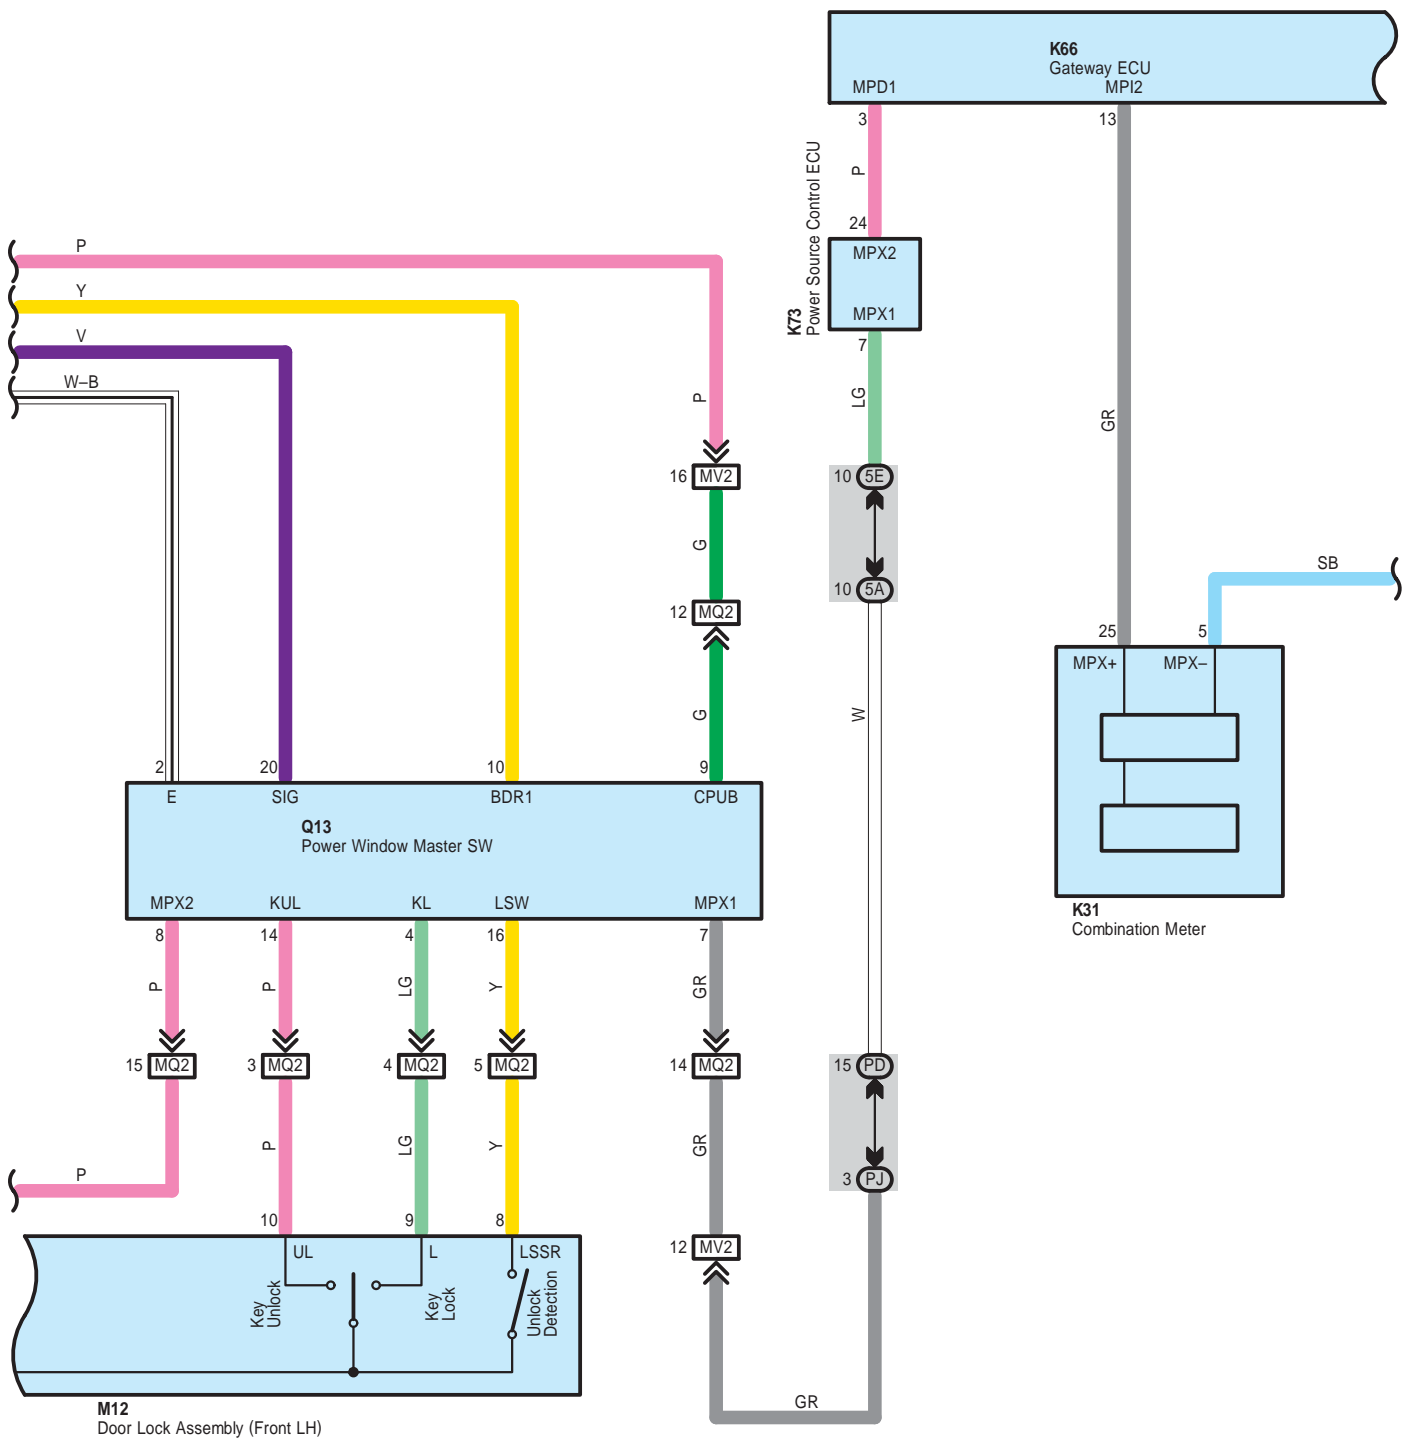 K66
Gateway ECU
MPD1
MPI2
3
13
P
Power Source Control ECU
K73
24
MPX2
MPX1
7
LG
GR
P
Y
V
W–B
P
16 MV2
10 5E
G
10 5A
SB
12 MQ2
25
5
MPX+
MPX–
G
W
2
20
10
9
E
SIG
BDR1
CPUB
Q13
Power Window Master SW
MPX2
KUL
KL
LSW
MPX1
K31
Combination Meter
8
14
4
16
7
P
P
LG
Y
GR
15 MQ2
3 MQ2
4 MQ2
5 MQ2
14 MQ2
15 PD
P
LG
Y
GR
P
3 PJ
10
9
8
12 MV2
UL
L
LSSR
Key
Unlock
Key
Lock
Unlock
Detection
GR
M12
Door Lock Assembly (Front LH)